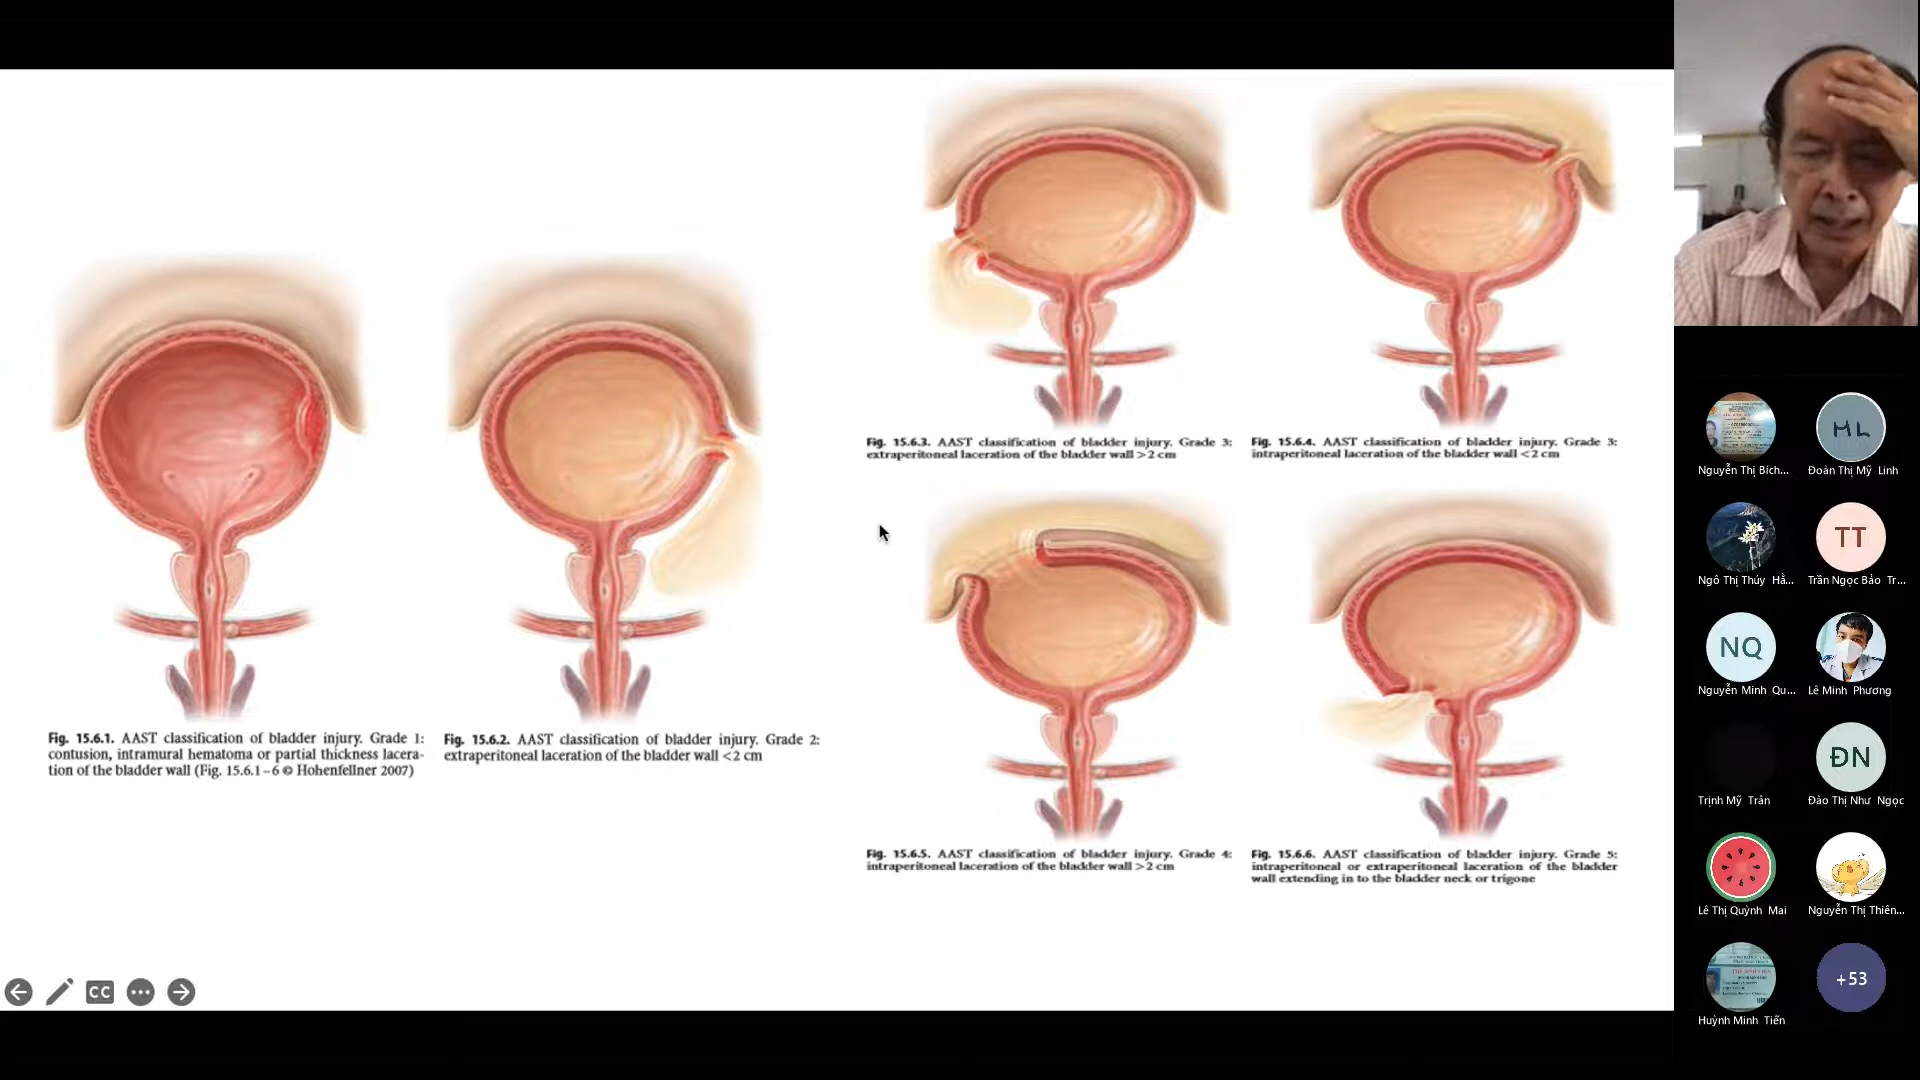 Fig. 15.6.1. AAST classification of bladder injury. Grade 1:
contusion, intramural hematoma or partial thickness lacera-
tion of the bladder wall (Fig. 15.6.1–6 © Hohenfellner 2007)
Fig. 15.6.2. AAST classification of bladder injury. Grade 2:
extraperitoneal laceration of the bladder wall <2 cm
Fig. 15.6.3. AAST classification of bladder injury. Grade 3:
extraperitoneal laceration of the bladder wall >2 cm
Fig. 15.6.4. AAST classification of bladder injury. Grade 3:
intraperitoneal laceration of the bladder wall <2 cm
Fig. 15.6.5. AAST classification of bladder injury. Grade 4:
intraperitoneal laceration of the bladder wall >2 cm
Fig. 15.6.6. AAST classification of bladder injury. Grade 5:
intraperitoneal or extraperitoneal laceration of the bladder
wall extending in to the bladder neck or trigone
CC
Nguyễn Thị Bích...
ML
Đoàn Thị Mỹ Linh
Ngô Thị Thúy Hằ...
TT
Trần Ngọc Bảo Tr...
NQ
Nguyễn Minh Qu...
Lê Minh Phương
Trịnh Mỹ Trân
ĐN
Đào Thị Như Ngọc
Lê Thị Quỳnh Mai
Nguyễn Thị Thiên...
Huỳnh Minh Tiến
+53